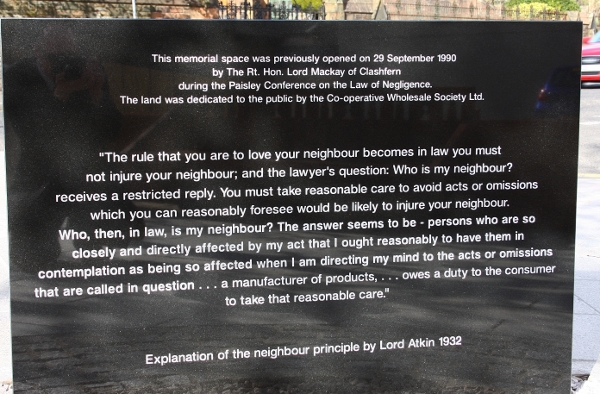 This memorial space was previously opened on 29 September 1990
by The Rt. Hon. Lord Mackay of Clashfern
during the Paisley Conference on the Law of Negligence.
The land was dedicated to the public by the Co-operative Wholesale Society Ltd.
"The rule that you are to love your neighbour becomes in law you must
not injure your neighbour; and the lawyer's question: Who is my neighbour?
receives a restricted reply. You must take reasonable care to avoid acts or omissions
which you can reasonably foresee would be likely to injure your neighbour.
Who, then, in law, is my neighbour? The answer seems to be - persons who are so
closely and directly affected by my act that I ought reasonably to have them in
contemplation as being so affected when I am directing my mind to the acts or omissions
that are called in question . . . a manufacturer of products, . . . owes a duty to the consumer
to take that reasonable care."
Explanation of the neighbour principle by Lord Atkin 1932